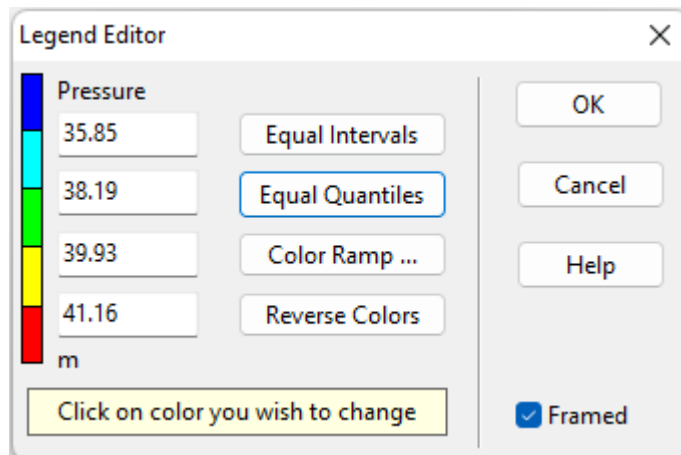 Legend Editor
Pressure
35.85
38.19
39.93
41.16
m
Equal Intervals
Equal Quantiles
Color Ramp ...
Reverse Colors
Click on color you wish to change
OK
Cancel
Help
Framed